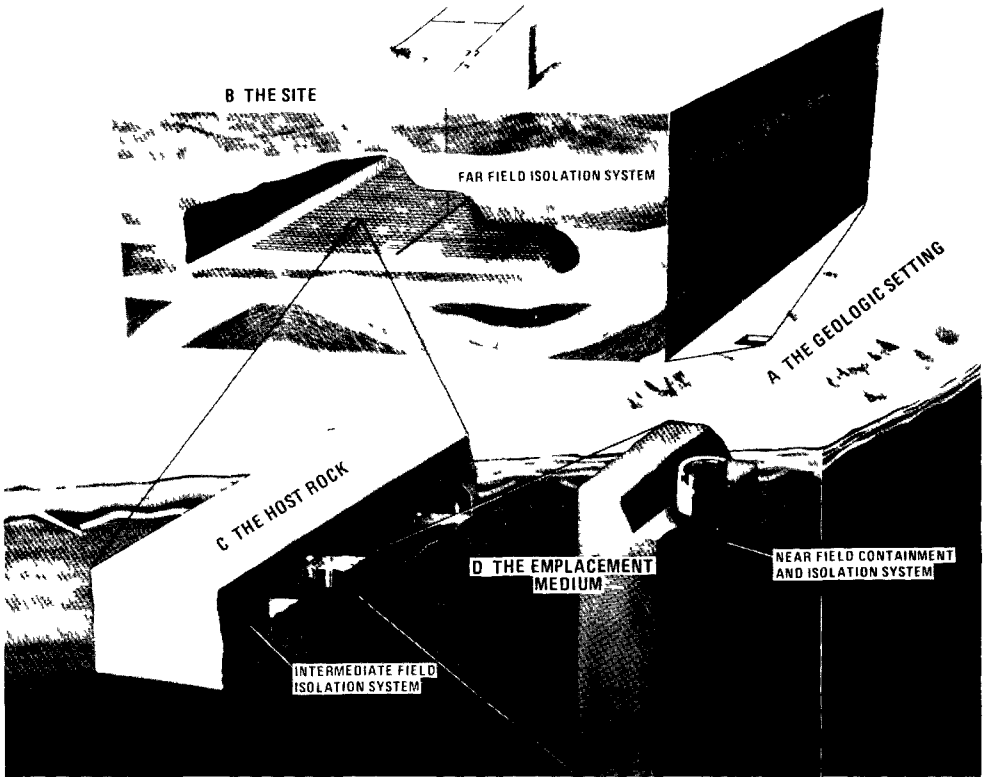 B THE SITE
FAR FIELD ISOLATION SYSTEM
A THE GEOLOGIC SETTING
C THE HOST ROCK
D THE EMPLACEMENT
MEDIUM
NEAR FIELD CONTAINMENT
AND ISOLATION SYSTEM
INTERMEDIATE FIELD
ISOLATION SYSTEM